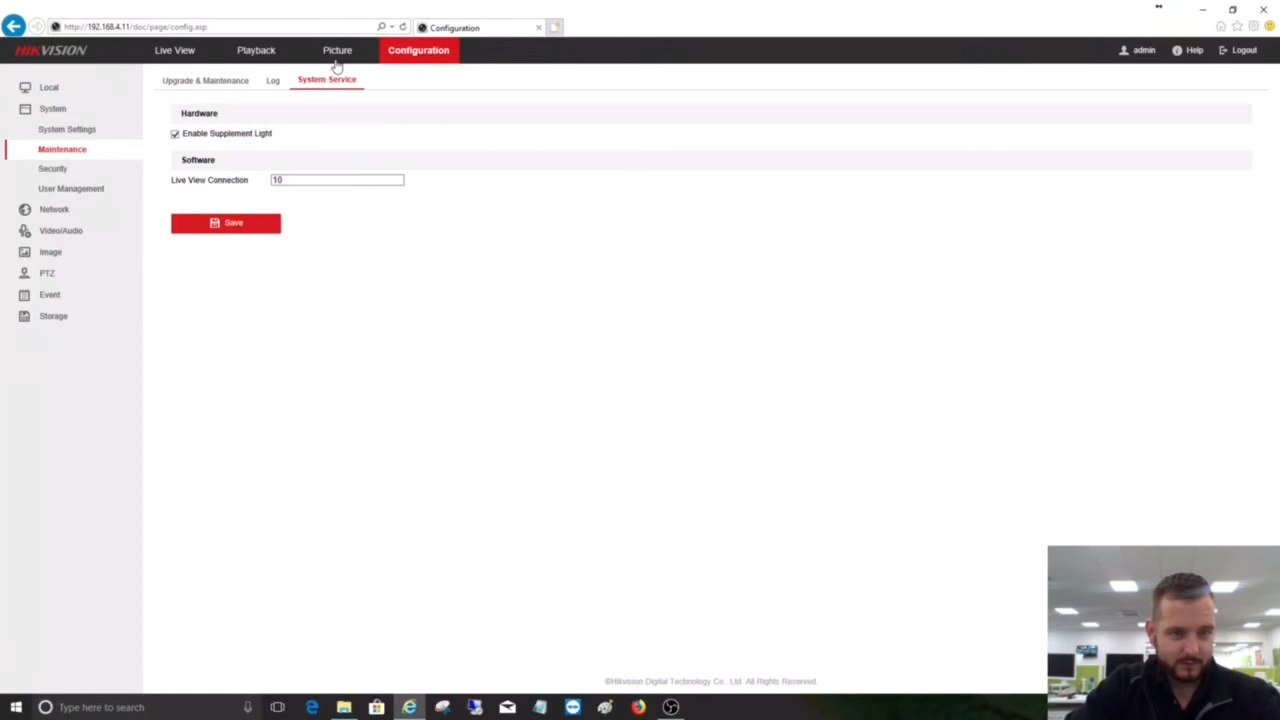 http://192.168.4.11/doc/page/config.asp
Configuration
HIKVISION
Live View
Playback
Picture
Configuration
admin
Help
Logout
Local
System
System Settings
Maintenance
Security
User Management
Network
Video/Audio
Image
PTZ
Event
Storage
Upgrade & Maintenance
Log
System Service
Hardware
Enable Supplement Light
Software
Live View Connection
10
Save
©Hikvision Digital Technology Co., Ltd. All Rights Reserved.
Type here to search